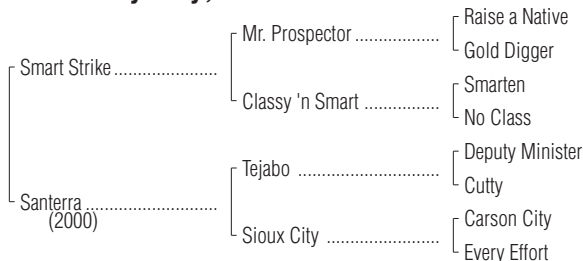 Smart Strike
Mr. Prospector
Raise a Native
Gold Digger
Classy 'n Smart
Smarten
No Class
Santerra
(2000)
Tejabo
Deputy Minister
Cutty
Sioux City
Carson City
Every Effort